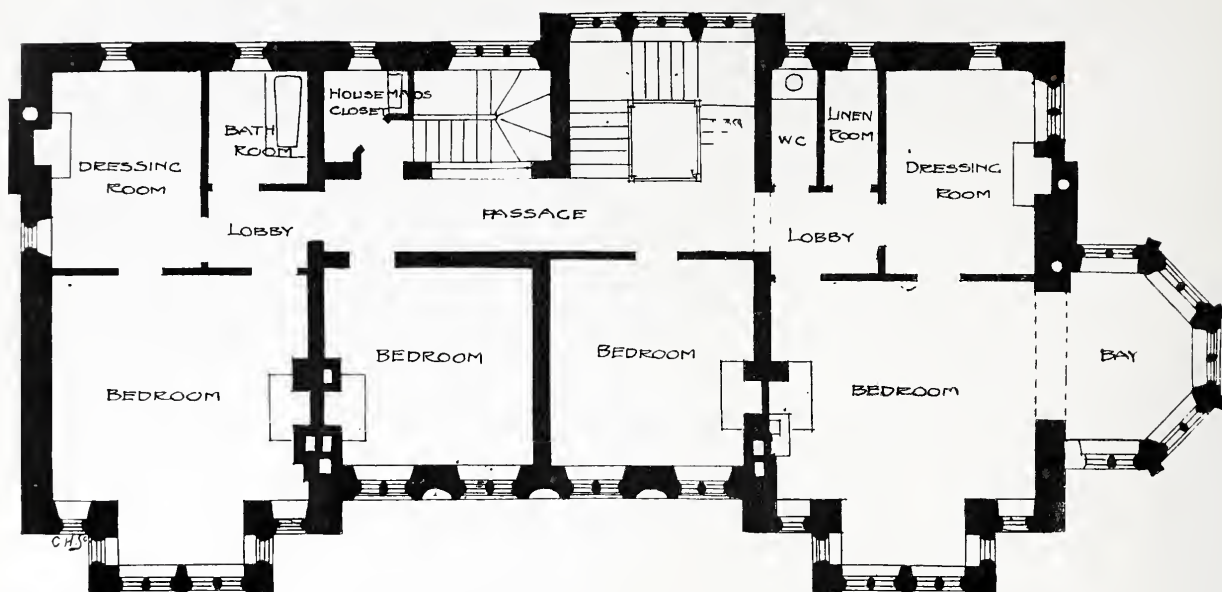 HOUSEMAIDS
CLOSET
BATH
ROOM
DRESSING
ROOM
LOBBY
PASSAGE
WC
LINEN
ROOM
DRESSING
ROOM
LOBBY
BEDROOM
BEDROOM
BEDROOM
BEDROOM
BAY